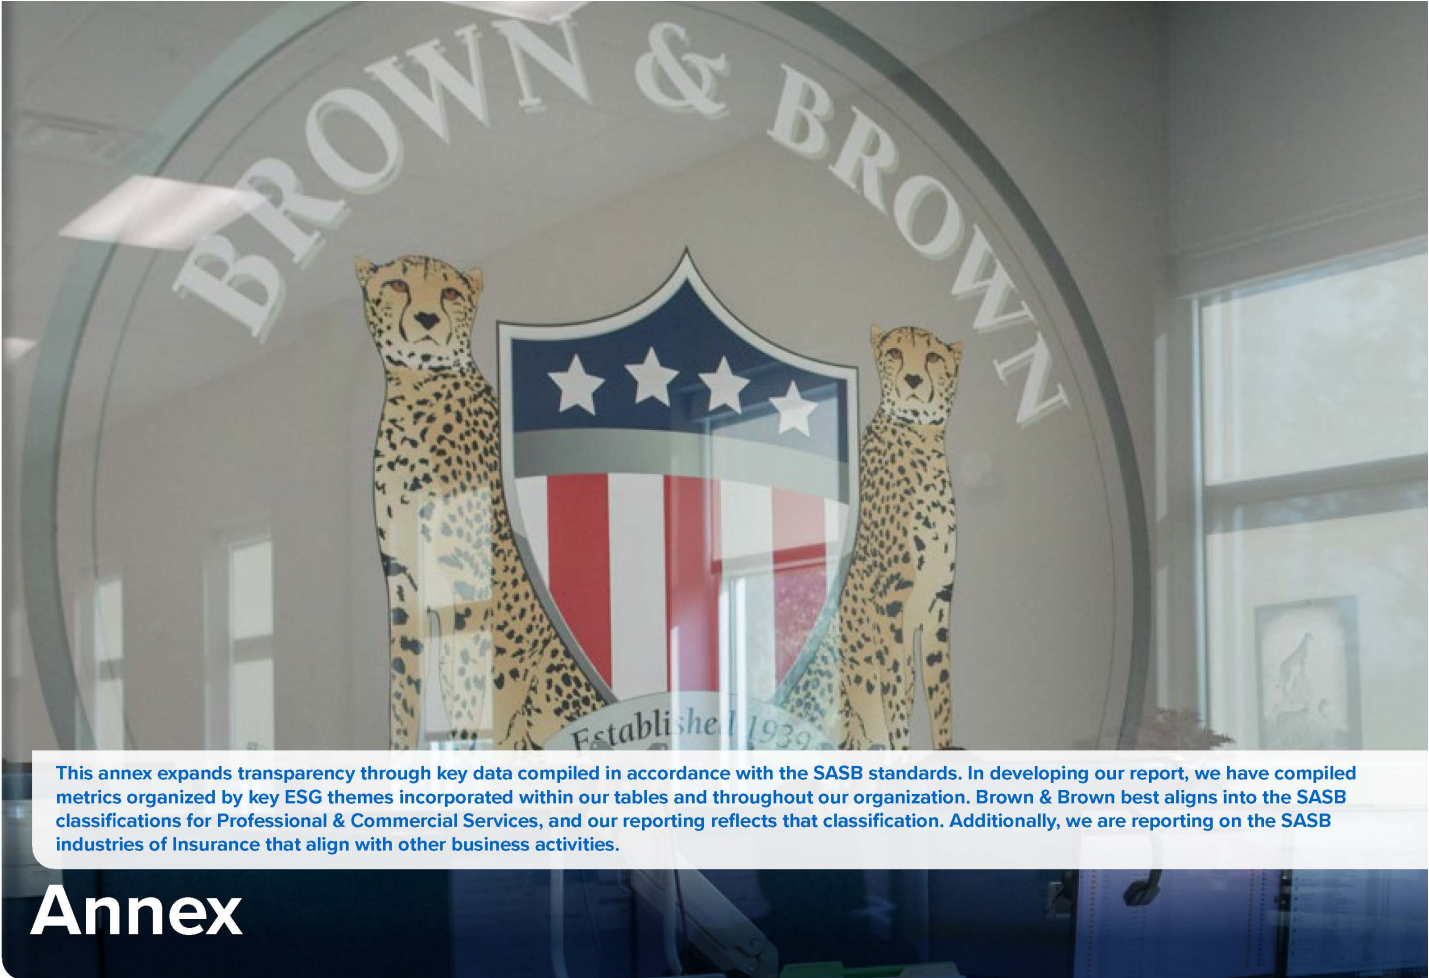 BROWN & BROWN
Established 1939
This annex expands transparency through key data compiled in accordance with the SASB standards. In developing our report, we have compiled
metrics organized by key ESG themes incorporated within our tables and throughout our organization. Brown & Brown best aligns into the SASB
classifications for Professional & Commercial Services, and our reporting reflects that classification. Additionally, we are reporting on the SASB
industries of Insurance that align with other business activities.
Annex